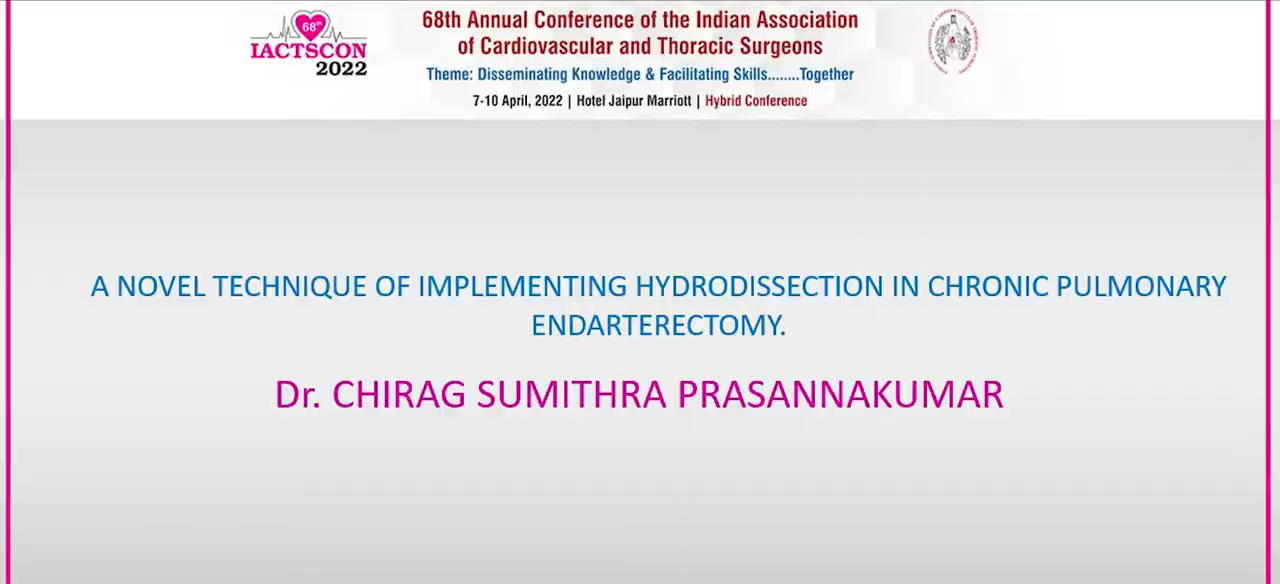 68th
IACTSCON
2022
68th Annual Conference of the Indian Association
of Cardiovascular and Thoracic Surgeons
Theme: Disseminating Knowledge & Facilitating Skills........Together
7-10 April, 2022 | Hotel Jaipur Marriott | Hybrid Conference
A NOVEL TECHNIQUE OF IMPLEMENTING HYDRODISSECTION IN CHRONIC PULMONARY
ENDARTERECTOMY.
Dr. CHIRAG SUMITHRA PRASANNAKUMAR